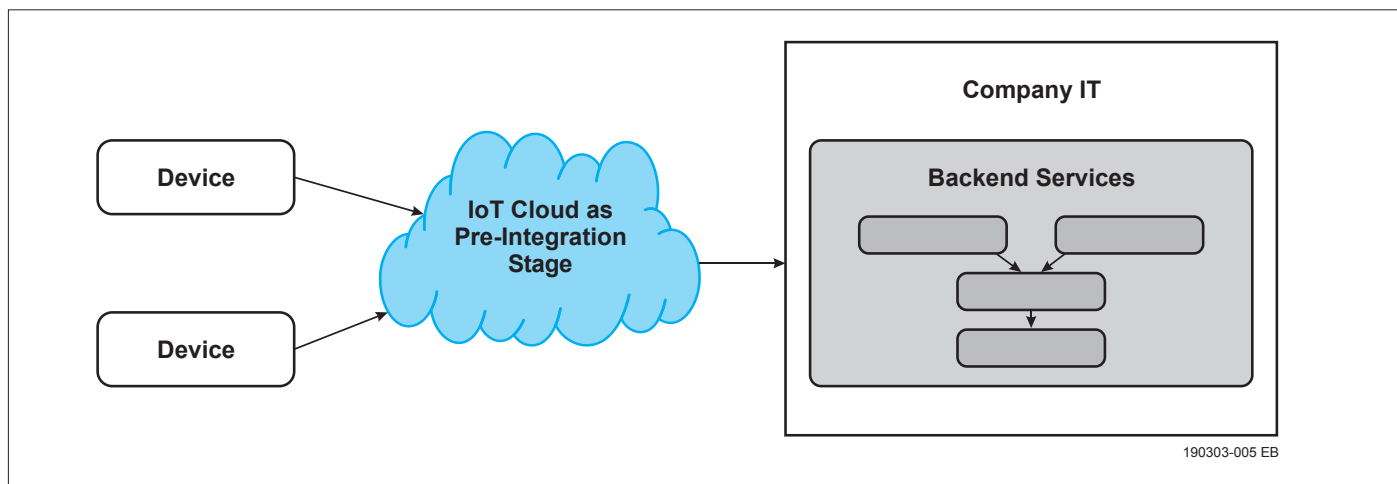 Device
Device
IoT Cloud as
Pre-Integration
Stage
Company IT
Backend Services
190303-005 EB